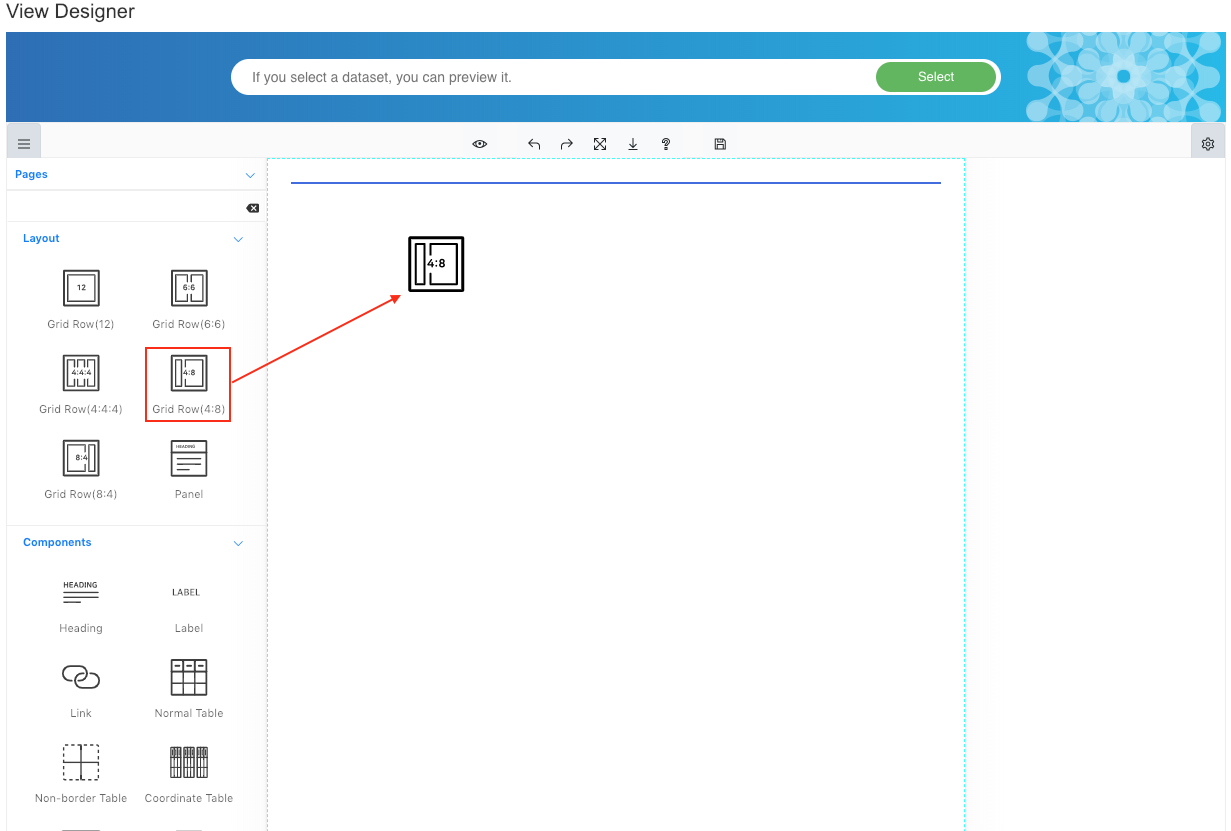 View Designer
If you select a dataset, you can preview it.
Select
Pages
Layout
12
6:6
Grid Row(12)
Grid Row(6:6)
4:4:4
4:8
Grid Row(4:4:4)
Grid Row(4:8)
8:4
HEADING
Grid Row(8:4)
Panel
Components
HEADING
LABEL
Heading
Label
Link
Normal Table
Non-border Table
Coordinate Table
4:8